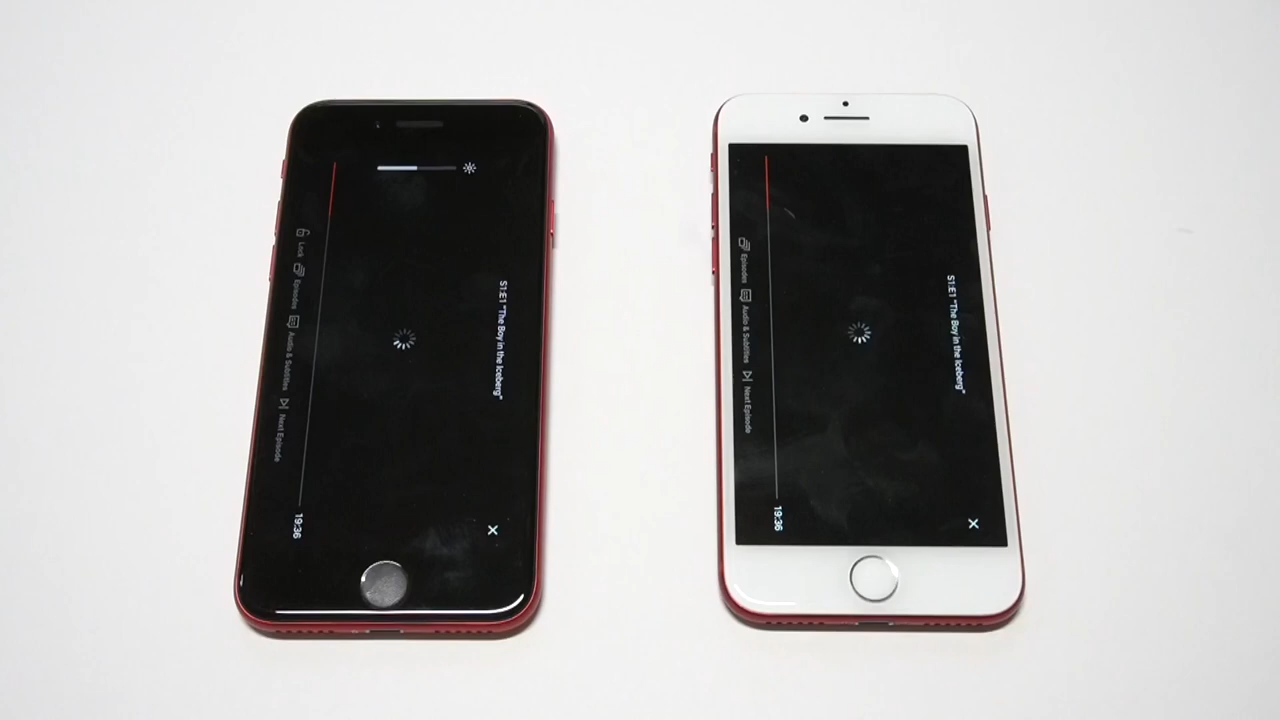 S1:E1 "The Boy in the Iceberg"
19:36
Lock
Episodes
Audio & Subtitles
Next Episode
S1:E1 "The Boy in the Iceberg"
19:36
Episodes
Audio & Subtitles
Next Episode